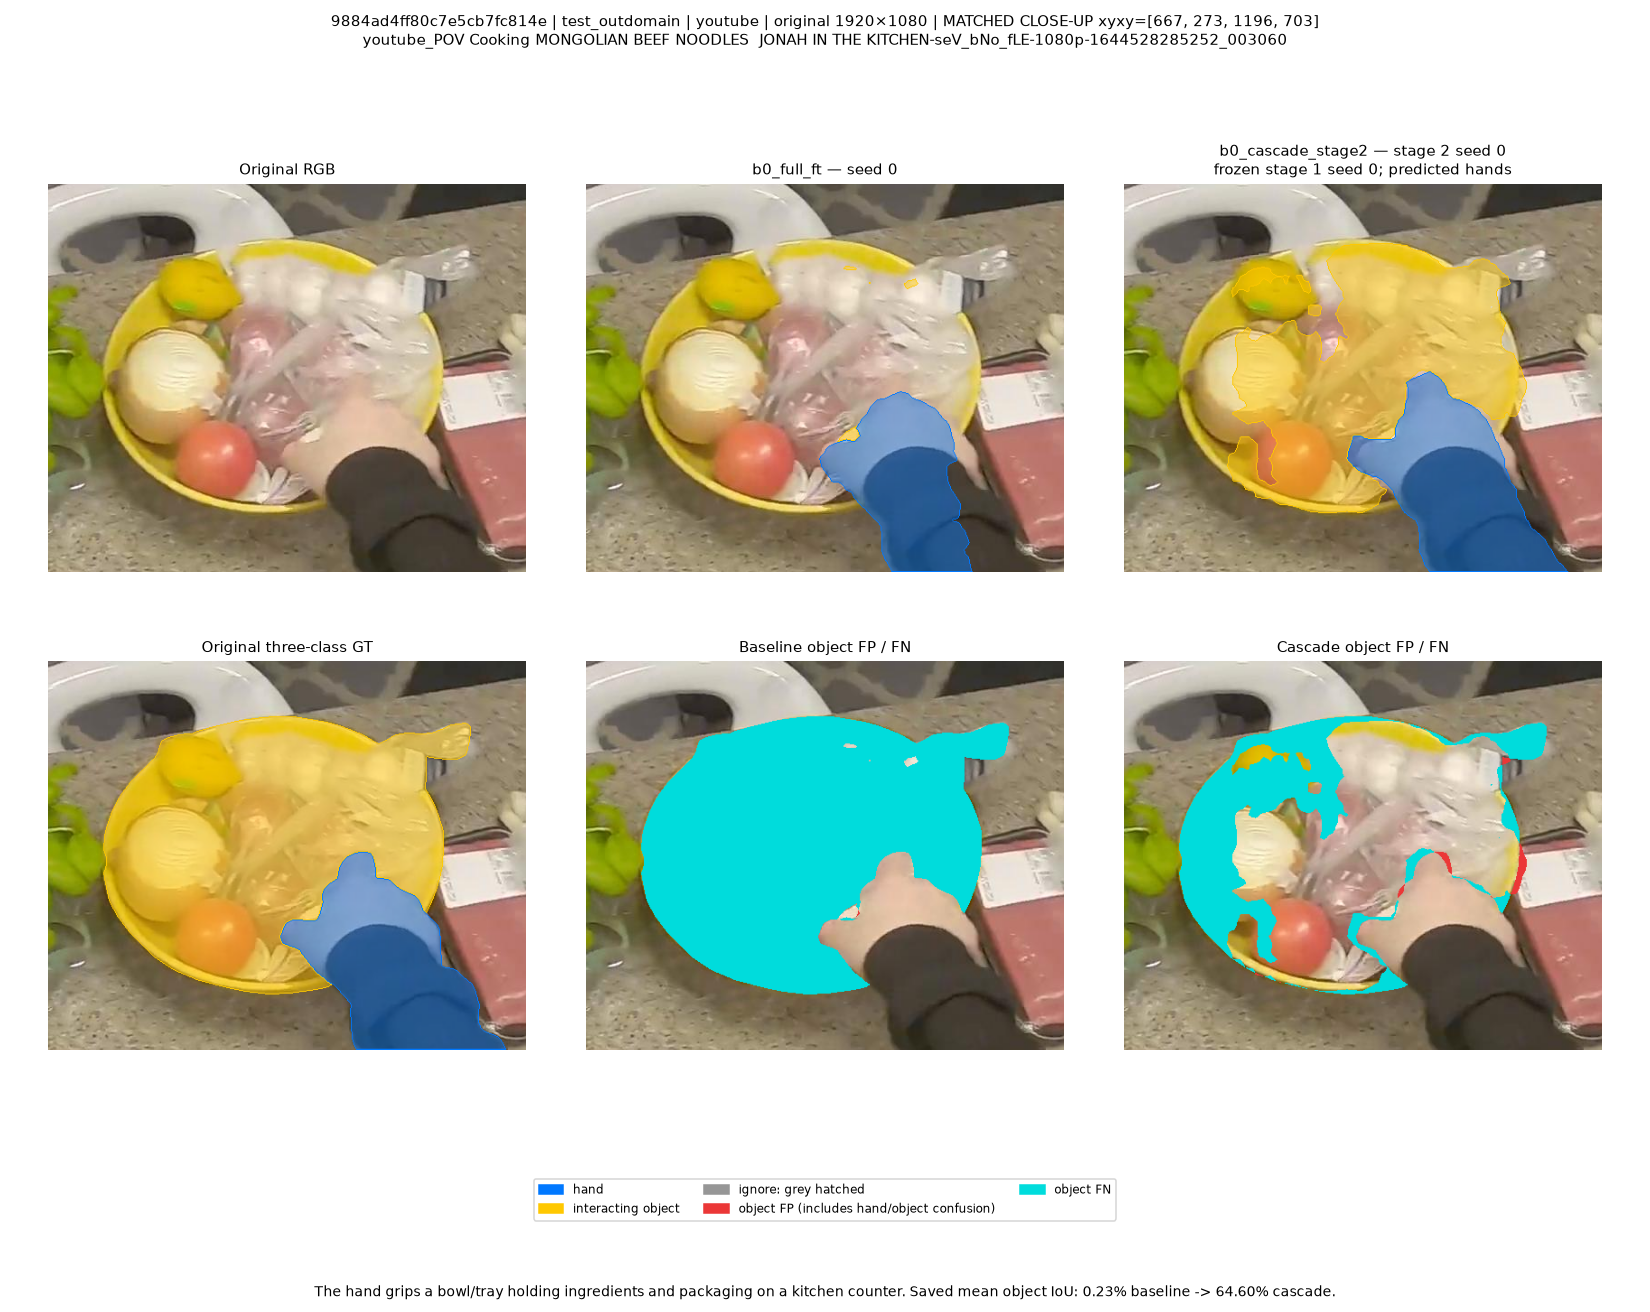 9884ad4ff80c7e5cb7fc814e | test_outdomain | youtube | original 1920×1080 | MATCHED CLOSE-UP xyxy=[667, 273, 1196, 703]
youtube_POV Cooking MONGOLIAN BEEF NOODLES  JONAH IN THE KITCHEN-seV_bNo_fLE-1080p-1644528285252_003060
Original RGB
b0_full_ft — seed 0
b0_cascade_stage2 — stage 2 seed 0
frozen stage 1 seed 0; predicted hands
Original three-class GT
Baseline object FP / FN
Cascade object FP / FN
hand
interacting object
ignore: grey hatched
object FP (includes hand/object confusion)
object FN
The hand grips a bowl/tray holding ingredients and packaging on a kitchen counter. Saved mean object IoU: 0.23% baseline -> 64.60% cascade.